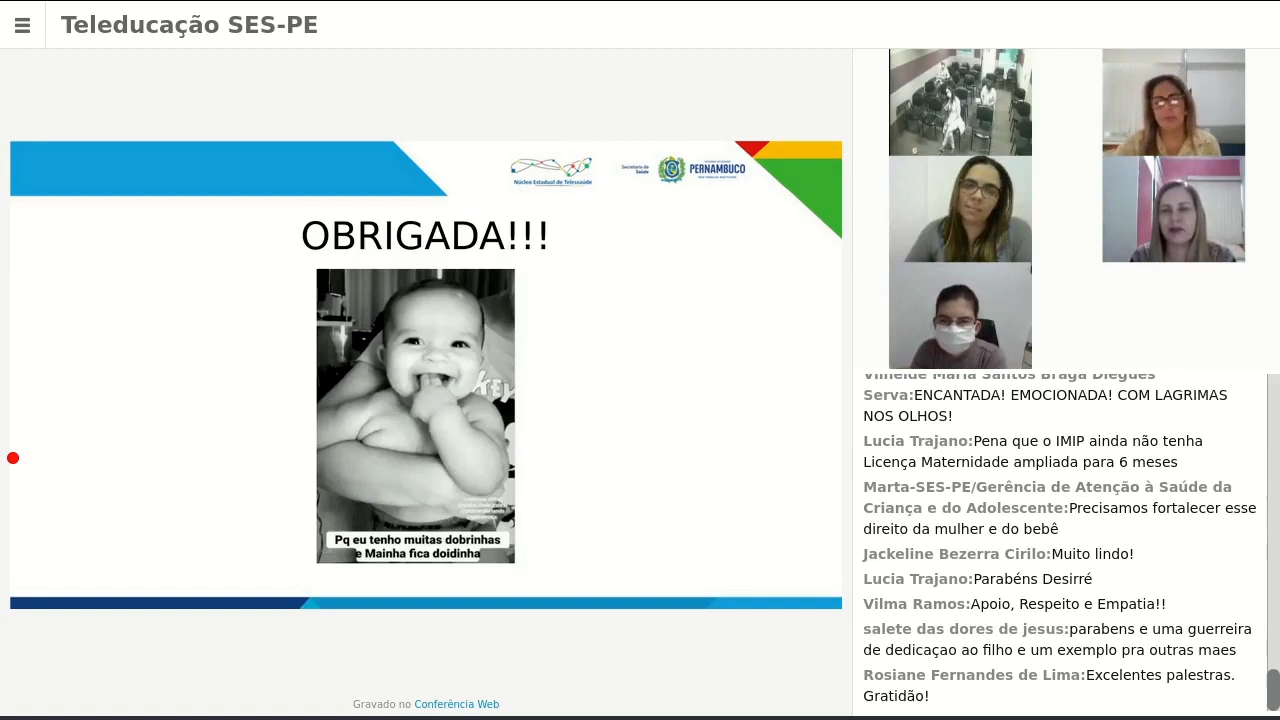 Teleducação SES-PE
Núcleo Estadual de Telessaúde
Secretaria de
Saúde
PERNAMBUCO
OBRIGADA!!!
Pq eu tenho muitas dobrinhas
e Mainha fica doidinha
Gravado no Conferência Web
Vilneide Maria Santos Braga Diegues
Serva:ENCANTADA! EMOCIONADA! COM LAGRIMAS
NOS OLHOS!
Lucia Trajano:Pena que o IMIP ainda não tenha
Licença Maternidade ampliada para 6 meses
Marta-SES-PE/Gerência de Atenção à Saúde da
Criança e do Adolescente:Precisamos fortalecer esse
direito da mulher e do bebê
Jackeline Bezerra Cirilo:Muito lindo!
Lucia Trajano:Parabéns Desirré
Vilma Ramos:Apoio, Respeito e Empatia!!
salete das dores de jesus:parabens e uma guerreira
de dedicaçao ao filho e um exemplo pra outras maes
Rosiane Fernandes de Lima:Excelentes palestras.
Gratidão!